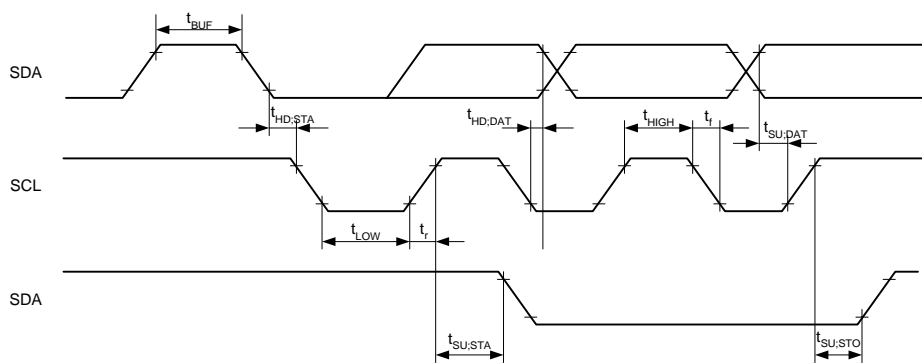 t_BUF
SDA
t_HD;STA
t_HD;DAT
t_HIGH
t_f
t_SU;DAT
SCL
t_LOW
t_r
SDA
t_SU;STA
t_SU;STO